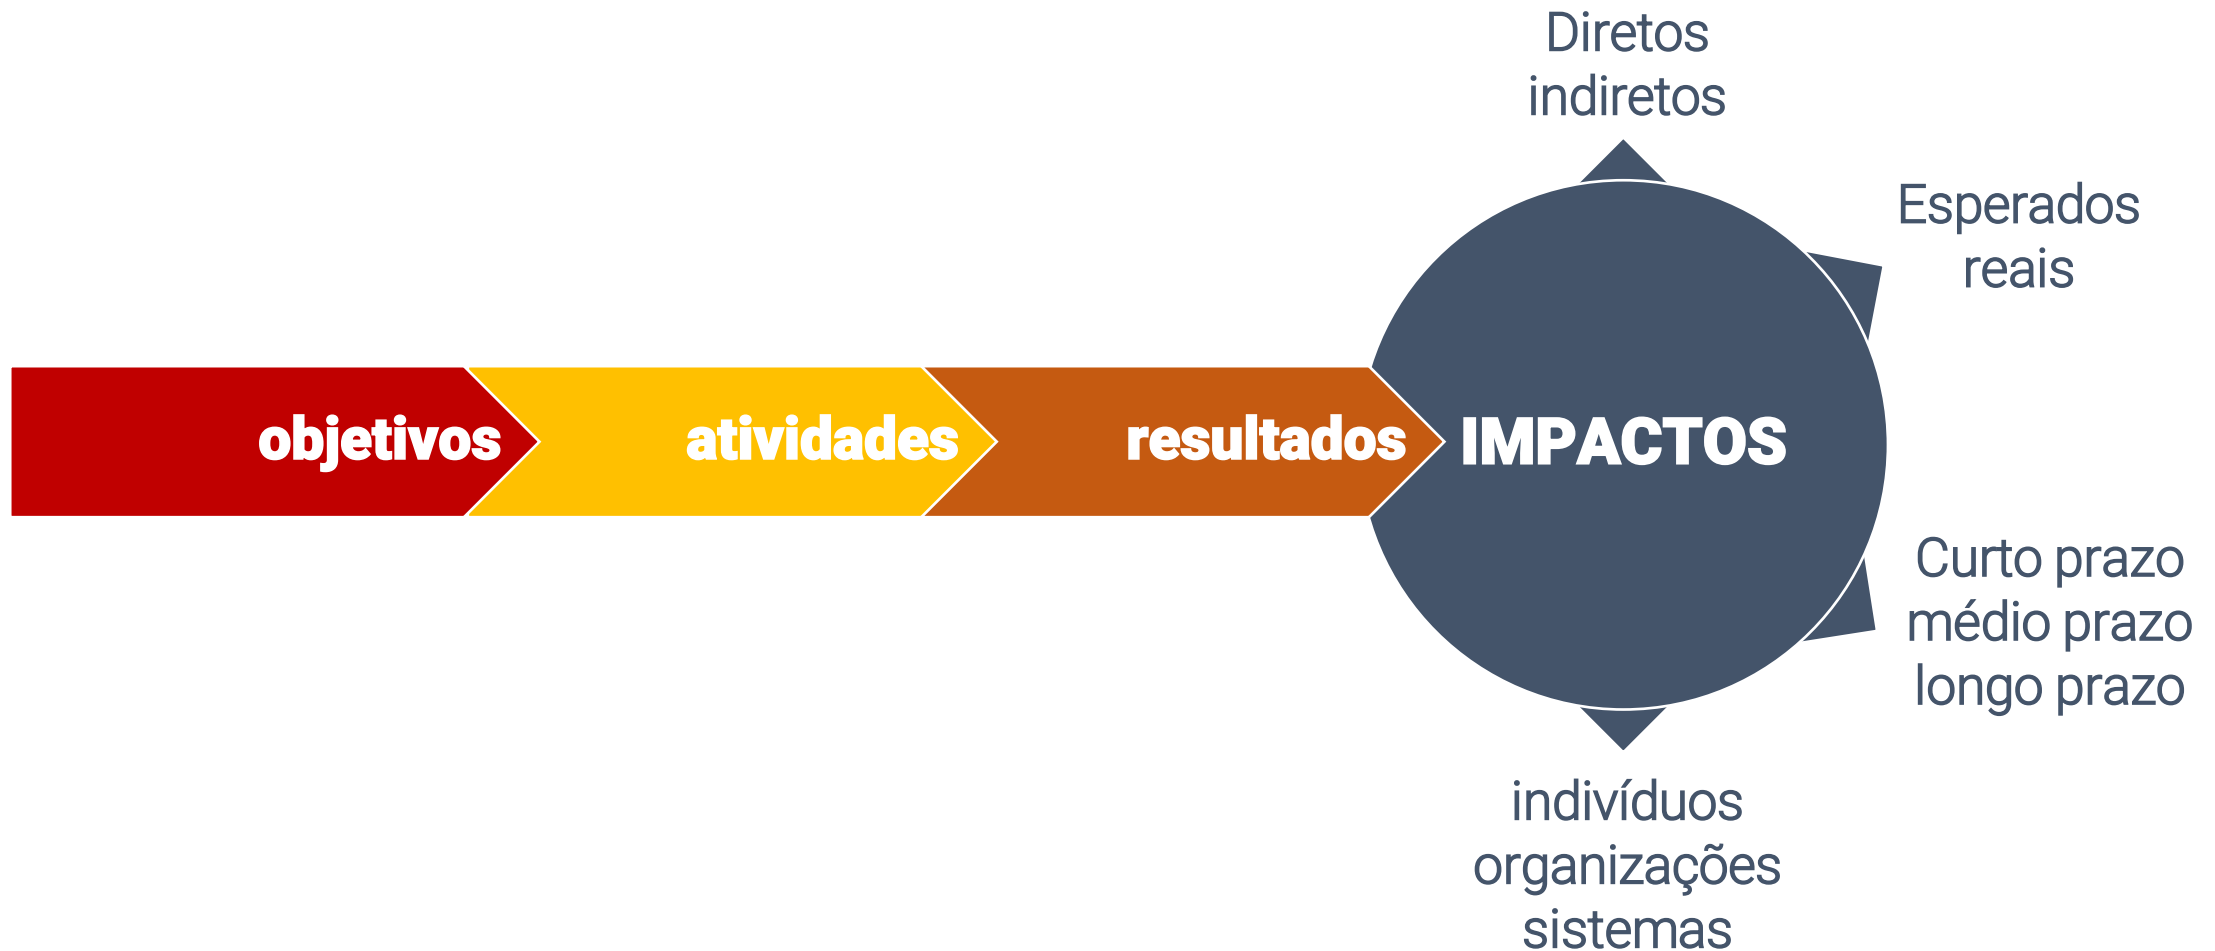 Diretos
indiretos
Esperados
reais
objetivos
atividades
resultados
IMPACTOS
Curto prazo
médio prazo
longo prazo
indivíduos
organizações
sistemas